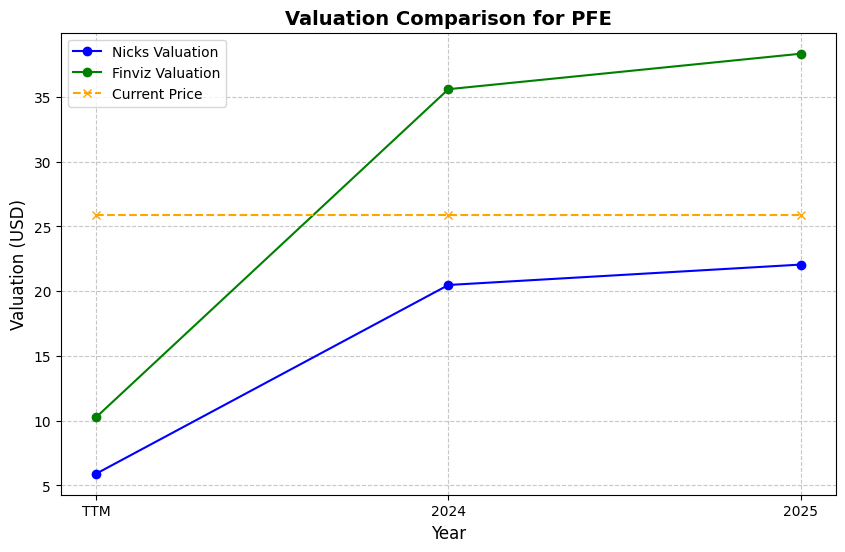 Valuation Comparison for PFE
Nicks Valuation
Finviz Valuation
Current Price
Valuation (USD)
35
30
25
20
15
10
5
TTM
2024
2025
Year